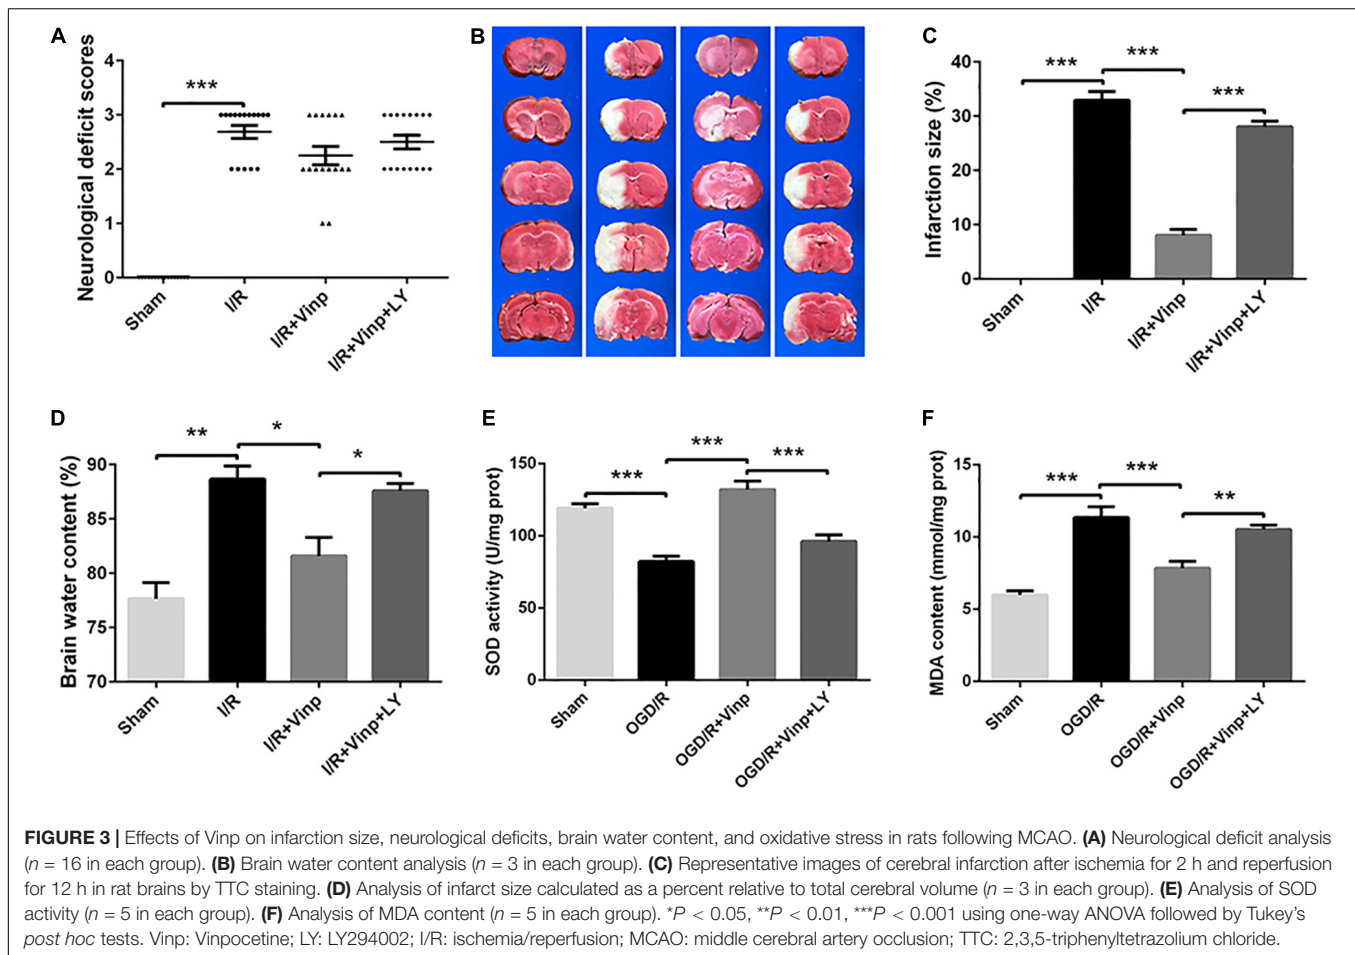 A
Neurological deficit scores
4
3
2
1
0
***
Sham
I/R
I/R+Vinp
I/R+Vinp+LY
B
C
Infarction size (%)
40
30
20
10
0
***
***
***
Sham
I/R
I/R+Vinp
I/R+Vinp+LY
D
Brain water content (%)
90
85
80
75
70
**
*
*
Sham
I/R
I/R+Vinp
I/R+Vinp+LY
E
SOD activity (U/mg prot)
150
100
50
0
***
***
***
Sham
OGD/R
OGD/R+Vinp
OGD/R+Vinp+LY
F
MDA content (mmol/mg prot)
15
10
5
0
***
***
**
Sham
OGD/R
OGD/R+Vinp
OGD/R+Vinp+LY
FIGURE 3 | Effects of Vinp on infarction size, neurological deficits, brain water content, and oxidative stress in rats following MCAO. (A) Neurological deficit analysis
(n = 16 in each group). (B) Brain water content analysis (n = 3 in each group). (C) Representative images of cerebral infarction after ischemia for 2 h and reperfusion
for 12 h in rat brains by TTC staining. (D) Analysis of infarct size calculated as a percent relative to total cerebral volume (n = 3 in each group). (E) Analysis of SOD
activity (n = 5 in each group). (F) Analysis of MDA content (n = 5 in each group). *P < 0.05, **P < 0.01, ***P < 0.001 using one-way ANOVA followed by Tukey's
post hoc tests. Vinp: Vinpocetine; LY: LY294002; I/R: ischemia/reperfusion; MCAO: middle cerebral artery occlusion; TTC: 2,3,5-triphenyltetrazolium chloride.